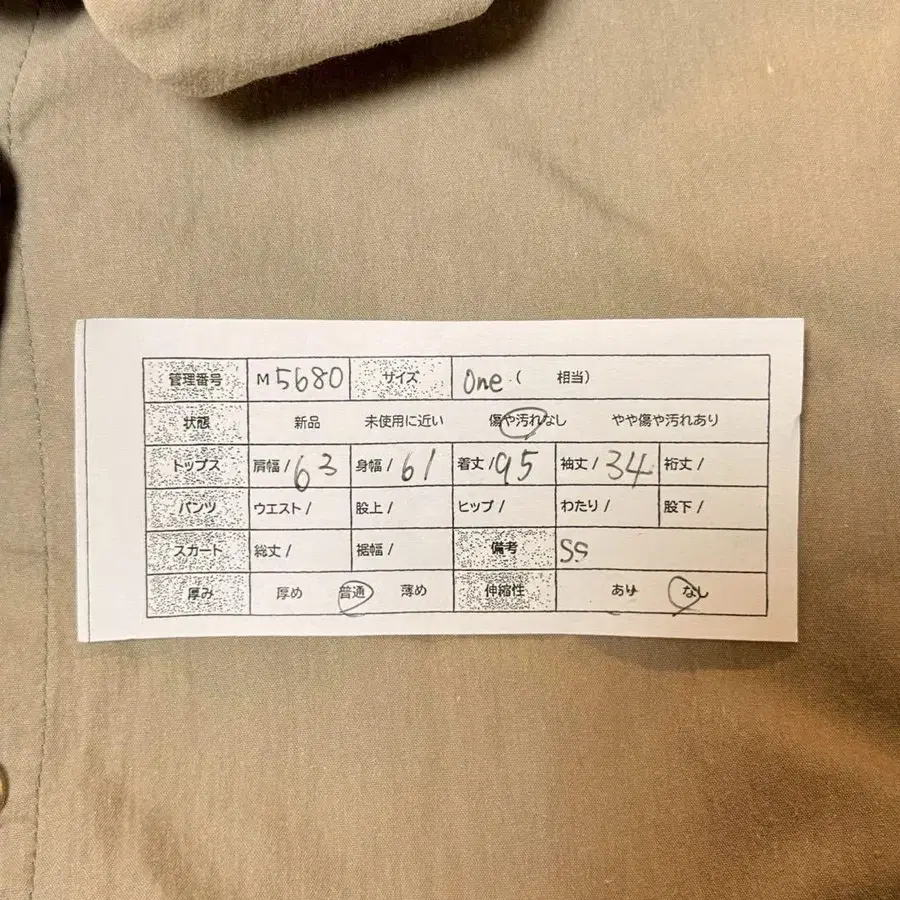 管理番号 M 5680 サイズ One ( 相当)
状態 新品 未使用に近い 傷や汚れなし やや傷や汚れあり
トップス 肩幅/63 身幅/61 着丈/95 袖丈/34 裄丈/
パンツ ウエスト/ 股上/ ヒップ/ わたり/ 股下/
スカート 総丈/ 裾幅/ 備考 SS
厚み 厚め 普通 薄め 伸縮性 あり なし